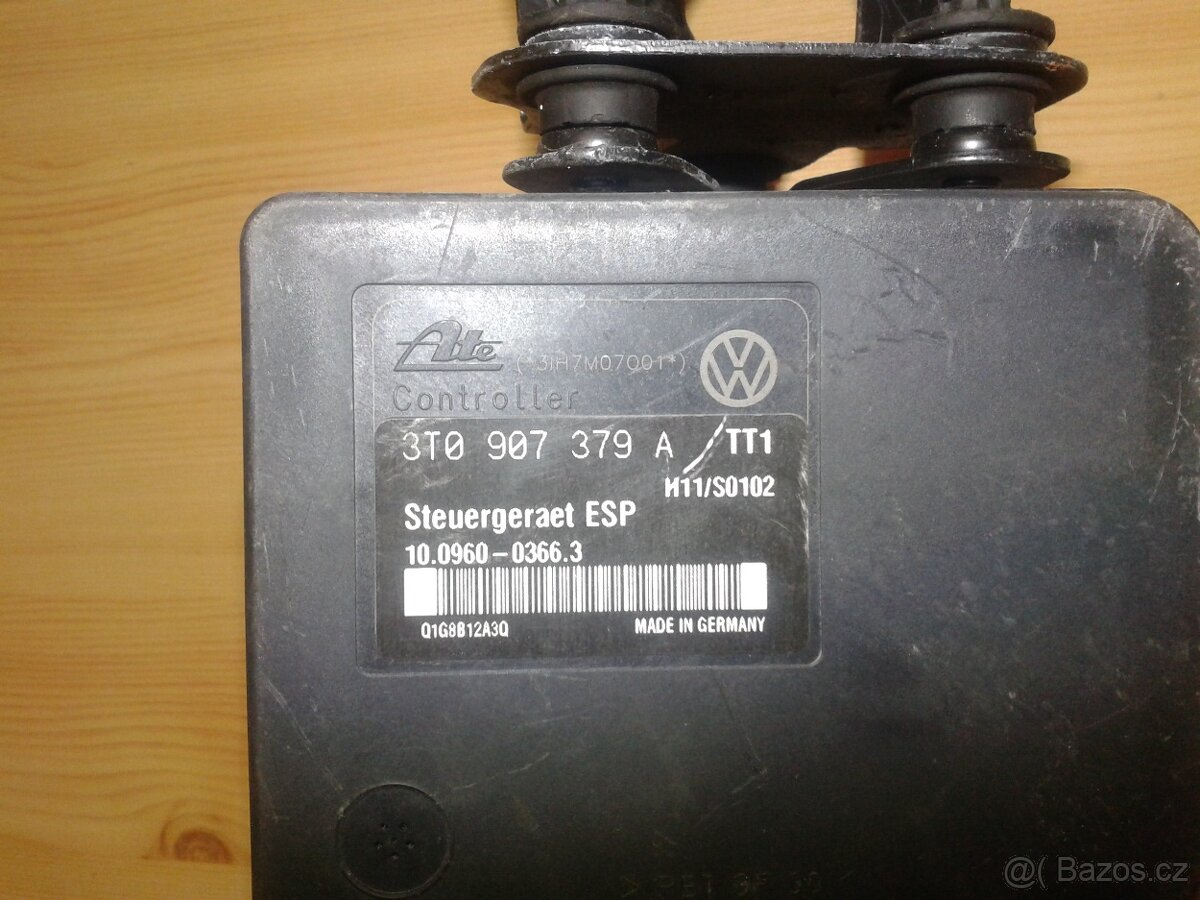 Ate
Controller
3T0 907 379 A TT1
H11/S0102
Steuergeraet ESP
10.0960-0366.3
Q1G8B12A3Q MADE IN GERMANY
@( Bazos.cz